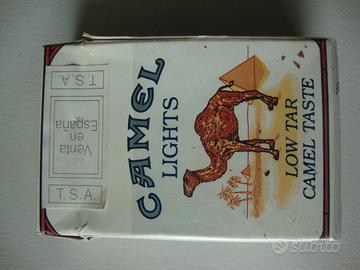 CAMEL
LIGHTS
LOW TAR
CAMEL TASTE
T.S.A.
Venta
en
España
T.S.A.
subito